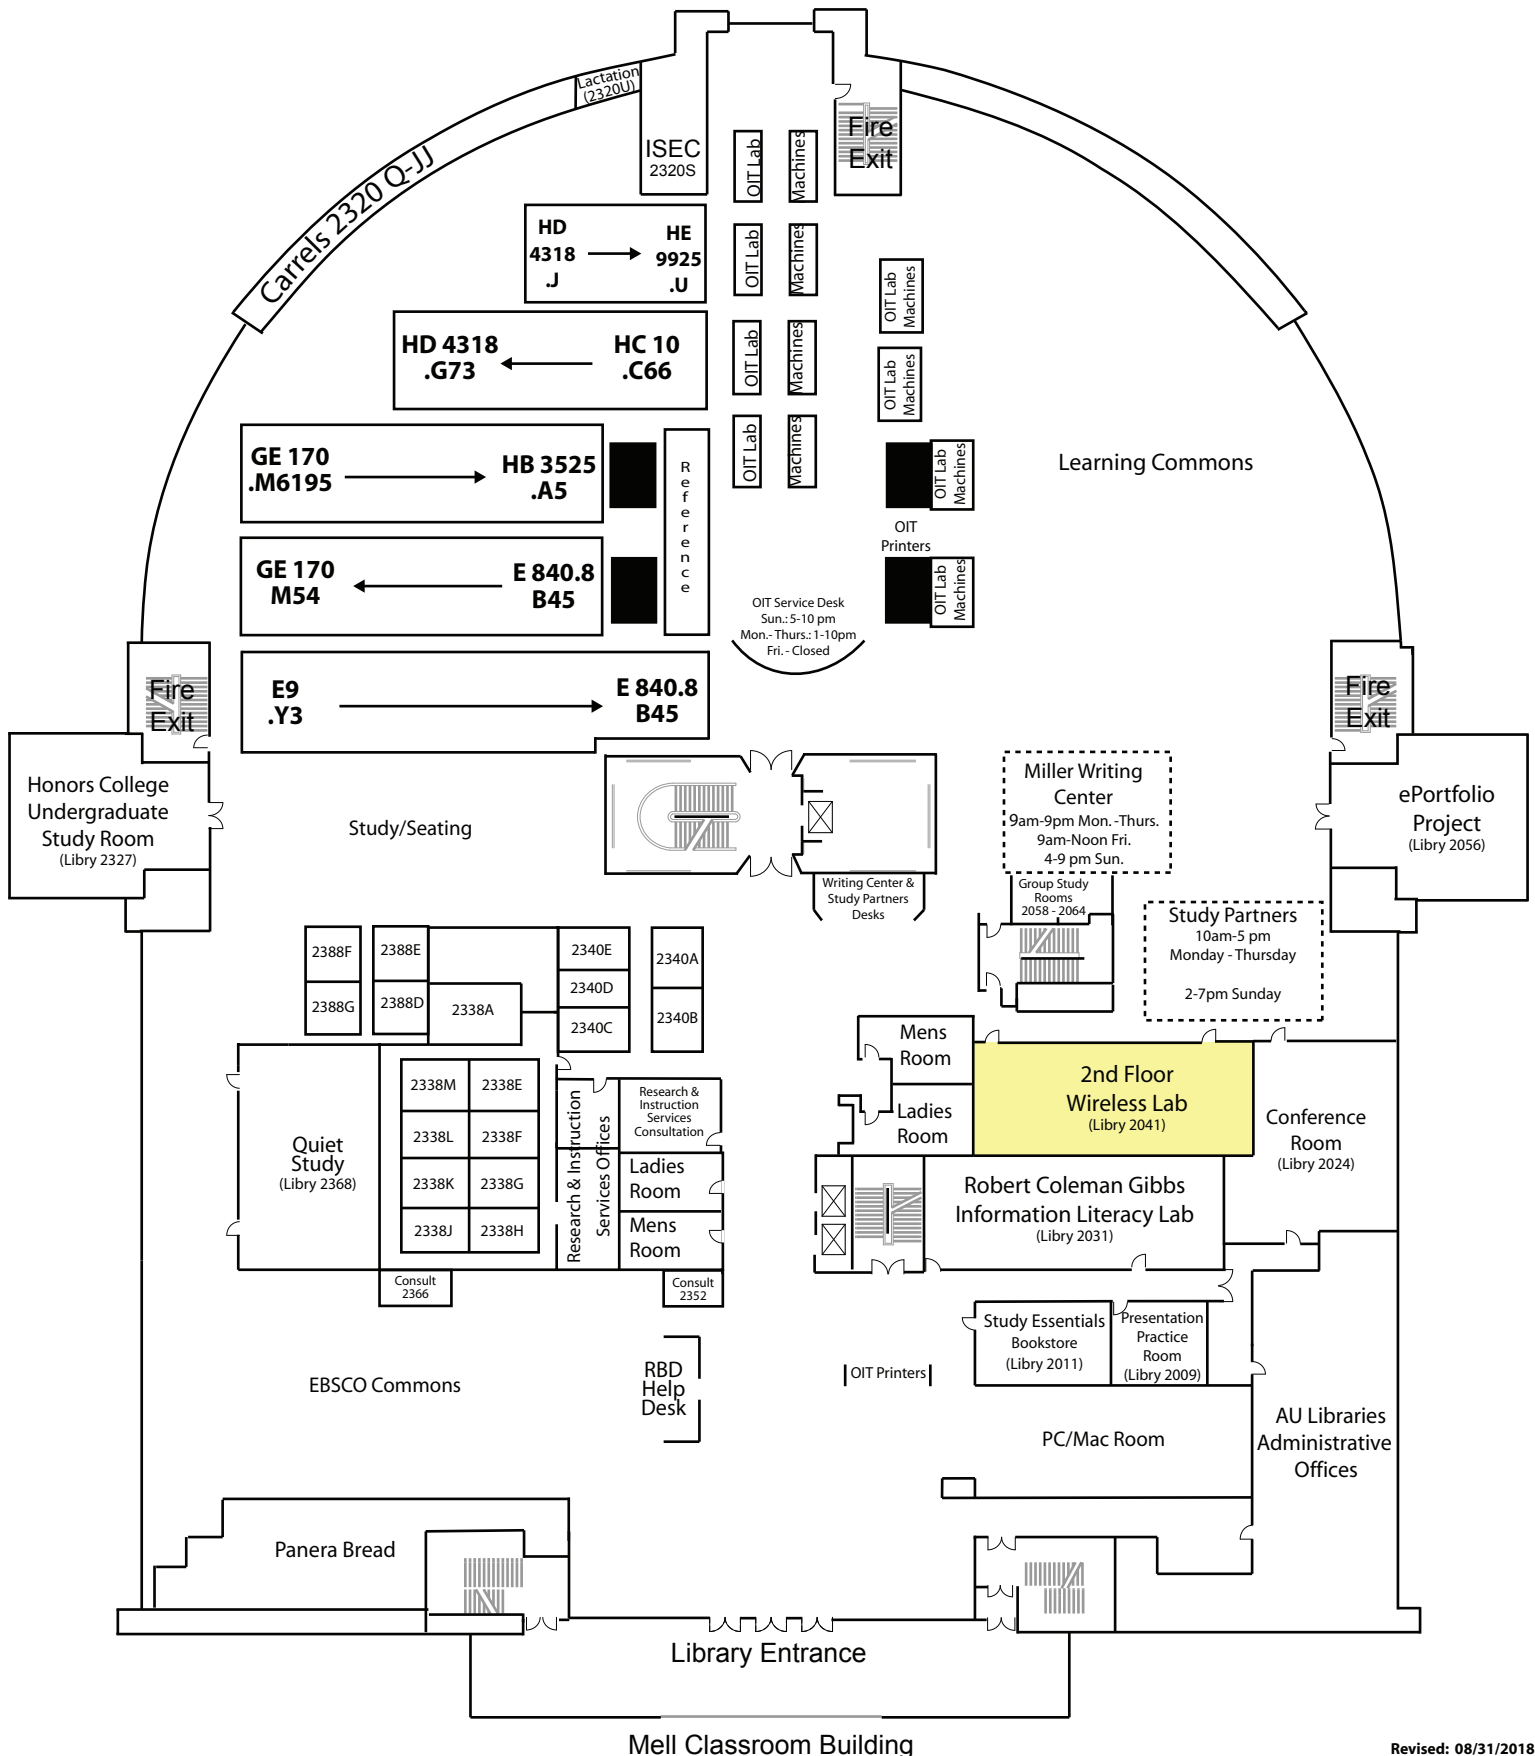 Lactation
(2320U)
ISEC
2320S
Fire
Exit
Carrels 2320 Q-JJ
OIT Lab
Machines
OIT Lab
Machines
OIT Lab
Machines
OIT Lab
Machines
OIT Lab
Machines
OIT Lab
Machines
HD
4318
.J
HE
9925
.U
HD 4318
.G73
HC 10
.C66
GE 170
.M6195
HB 3525
.A5
Reference
OIT Lab
Machines
Learning Commons
OIT
Printers
OIT Lab
Machines
GE 170
M54
E 840.8
B45
OIT Service Desk
Sun.: 5-10 pm
Mon.- Thurs.: 1-10pm
Fri. - Closed
E9
.Y3
E 840.8
B45
Fire
Exit
Fire
Exit
Honors College
Undergraduate
Study Room
(Libry 2327)
Study/Seating
Miller Writing
Center
9am-9pm Mon. -Thurs.
9am-Noon Fri.
4-9 pm Sun.
ePortfolio
Project
(Libry 2056)
Writing Center &
Study Partners
Desks
Group Study
Rooms
2058 - 2064
Study Partners
10am-5 pm
Monday - Thursday
2-7pm Sunday
2388F
2388E
2340E
2340A
2388G
2388D
2338A
2340D
2340C
2340B
Mens
Room
Ladies
Room
2nd Floor
Wireless Lab
(Libry 2041)
Conference
Room
(Libry 2024)
Quiet
Study
(Libry 2368)
2338M
2338E
2338L
2338F
2338K
2338G
2338J
2338H
Research & Instruction
Services Offices
Research &
Instruction
Services
Consultation
Ladies
Room
Mens
Room
Robert Coleman Gibbs
Information Literacy Lab
(Libry 2031)
Consult
2366
Consult
2352
Study Essentials
Bookstore
(Libry 2011)
Presentation
Practice
Room
(Libry 2009)
EBSCO Commons
RBD
Help
Desk
OIT Printers
PC/Mac Room
AU Libraries
Administrative
Offices
Panera Bread
Library Entrance
Mell Classroom Building
Revised: 08/31/2018